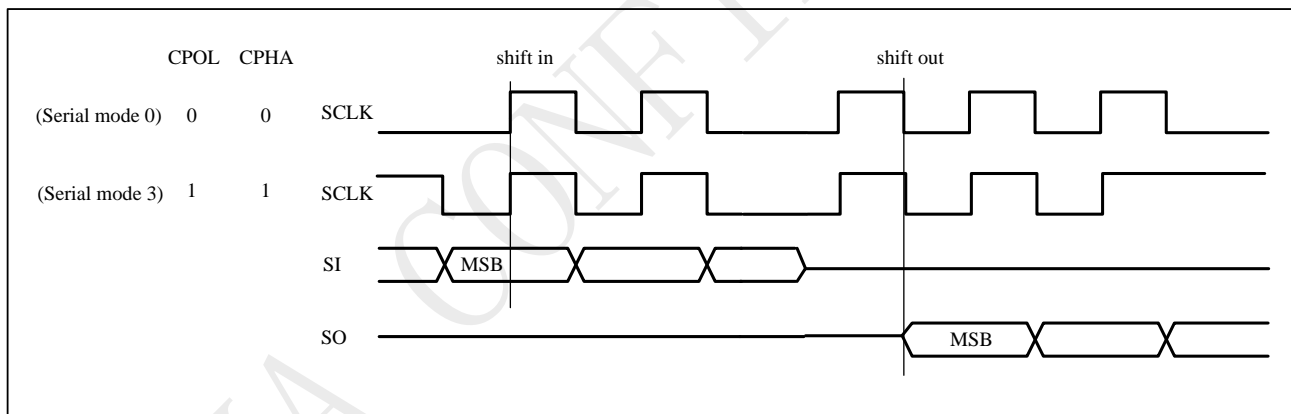 CPOL CPHA shift in shift out
(Serial mode 0) 0 0 SCLK
(Serial mode 3) 1 1 SCLK
SI MSB
SO MSB